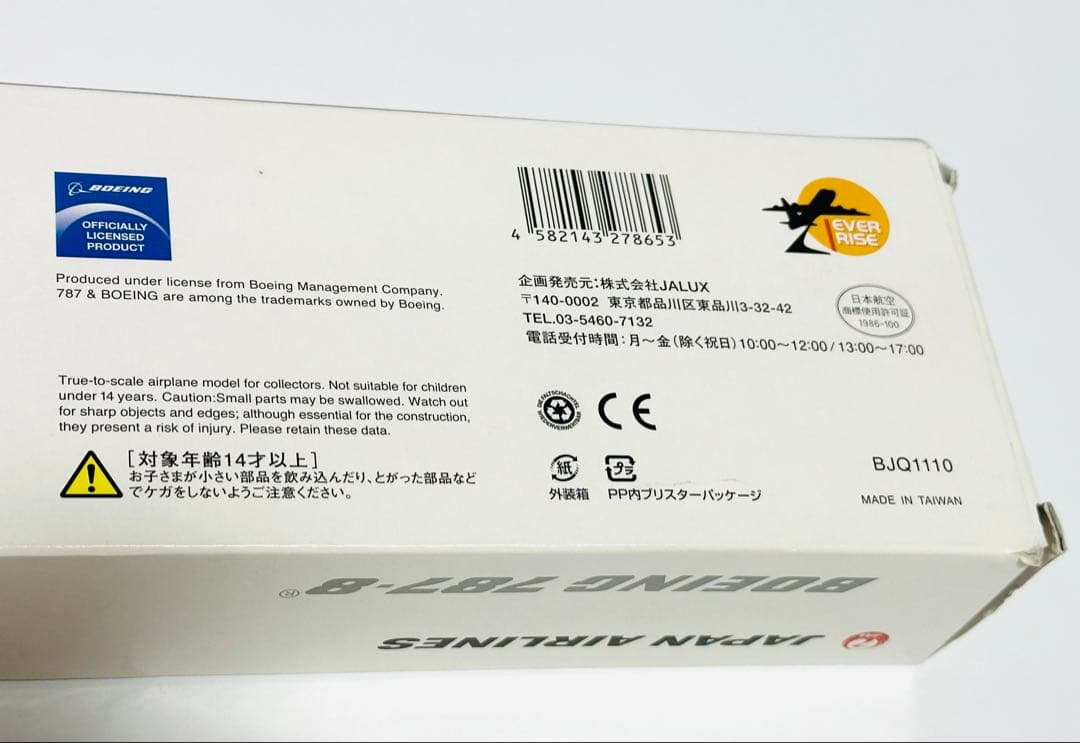 BOEING
OFFICIALLY
LICENSED
PRODUCT
Produced under license from Boeing Management Company.
787 & BOEING are among the trademarks owned by Boeing.
True-to-scale airplane model for collectors. Not suitable for children
under 14 years. Caution:Small parts may be swallowed. Watch out
for sharp objects and edges; although essential for the construction,
they present a risk of injury. Please retain these data.
[対象年齢14才以上]
お子さまが小さい部品を飲み込んだり、とがった部品など
でケガをしないようご注意ください。
4 582143 278653
EVER
RISE
企画発売元:株式会社JALUX
〒140-0002 東京都品川区東品川3-32-42
TEL.03-5460-7132
電話受付時間:月〜金(除く祝日)10:00〜12:00/13:00〜17:00
日本航空
商標使用許可証
1986-100
CE
紙
プラ
外装箱
PP内ブリスターパッケージ
BJQ1110
MADE IN TAIWAN
BOEING 787-8®
JAPAN AIRLINES